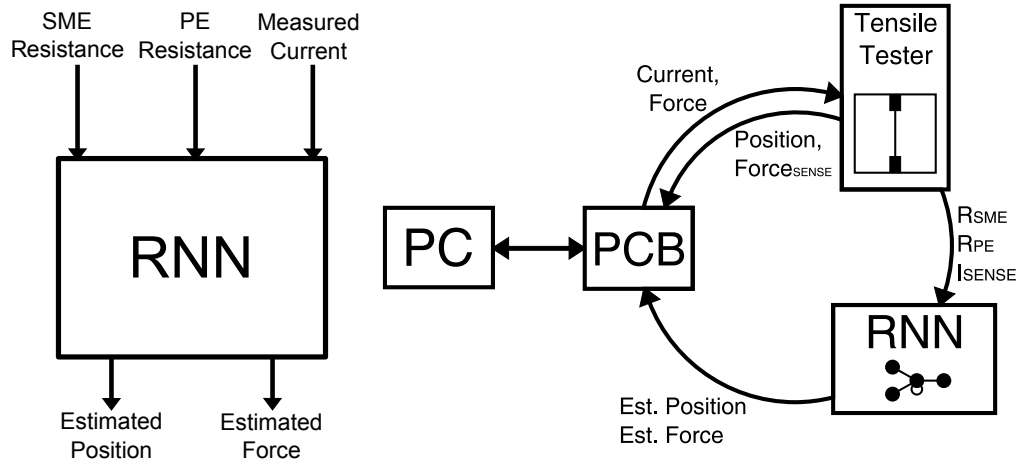 SME
Resistance
PE
Resistance
Measured
Current
RNN
Estimated
Position
Estimated
Force
Tensile
Tester
Current,
Force
Position,
ForceSENSE
PC
PCB
RSME
RPE
ISENSE
RNN
Est. Position
Est. Force